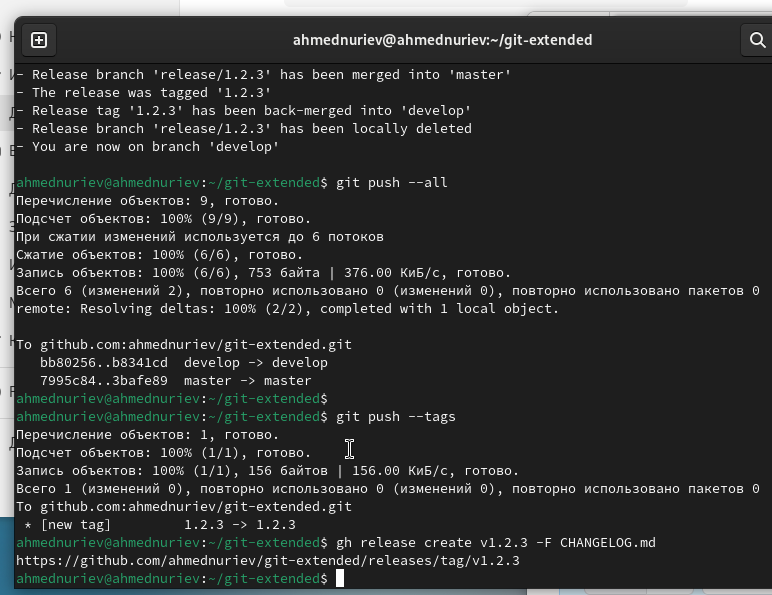 ahmednuriev@ahmednuriev:~/git-extended
- Release branch 'release/1.2.3' has been merged into 'master'
- The release was tagged '1.2.3'
- Release tag '1.2.3' has been back-merged into 'develop'
- Release branch 'release/1.2.3' has been locally deleted
- You are now on branch 'develop'
ahmednuriev@ahmednuriev:~/git-extended$ git push --all
Перечисление объектов: 9, готово.
Подсчет объектов: 100% (9/9), готово.
При сжатии изменений используется до 6 потоков
Сжатие объектов: 100% (6/6), готово.
Запись объектов: 100% (6/6), 753 байта | 376.00 КиБ/с, готово.
Всего 6 (изменений 2), повторно использовано 0 (изменений 0), повторно использовано пакетов 0
remote: Resolving deltas: 100% (2/2), completed with 1 local object.
To github.com:ahmednuriev/git-extended.git
bb80256..b8341cd  develop -> develop
7995c84..3bafe89  master -> master
ahmednuriev@ahmednuriev:~/git-extended$
ahmednuriev@ahmednuriev:~/git-extended$ git push --tags
Перечисление объектов: 1, готово.
Подсчет объектов: 100% (1/1), готово.
Запись объектов: 100% (1/1), 156 байтов | 156.00 КиБ/с, готово.
Всего 1 (изменений 0), повторно использовано 0 (изменений 0), повторно использовано пакетов 0
To github.com:ahmednuriev/git-extended.git
* [new tag]         1.2.3 -> 1.2.3
ahmednuriev@ahmednuriev:~/git-extended$ gh release create v1.2.3 -F CHANGELOG.md
https://github.com/ahmednuriev/git-extended/releases/tag/v1.2.3
ahmednuriev@ahmednuriev:~/git-extended$